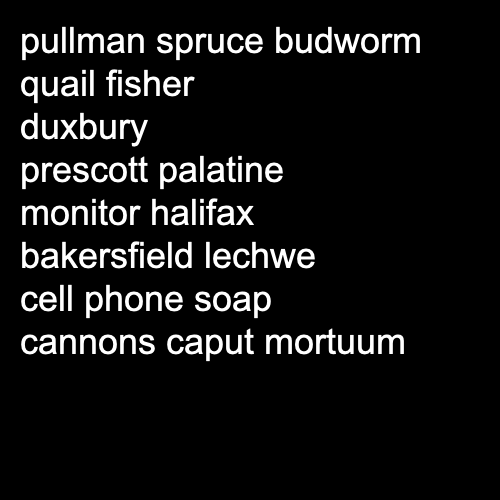 pullman spruce budworm
quail fisher
duxbury
prescott palatine
monitor halifax
bakersfield lechwe
cell phone soap
cannons caput mortuum